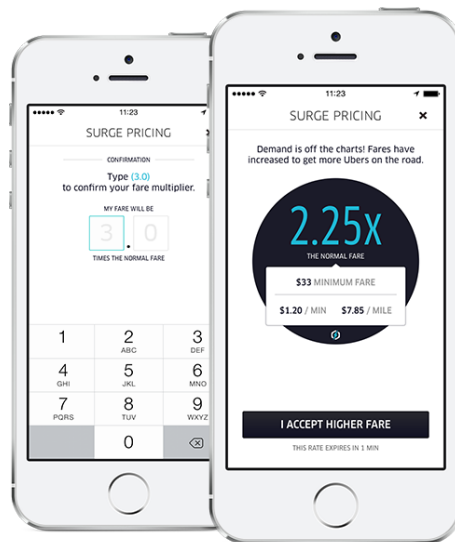 11:23
SURGE PRICING
CONFIRMATION
Type (3.0)
to confirm your fare multiplier.
MY FARE WILL BE
3.0
TIMES THE NORMAL FARE
1
2
ABC
3
DEF
4
GHI
5
JKL
6
MNO
7
PQRS
8
TUV
9
WXYZ
0
11:23
SURGE PRICING
Demand is off the charts! Fares have
increased to get more Ubers on the road.
2.25x
THE NORMAL FARE
$33 MINIMUM FARE
$1.20 / MIN $7.85 / MILE
I ACCEPT HIGHER FARE
THIS RATE EXPIRES IN 1 MIN